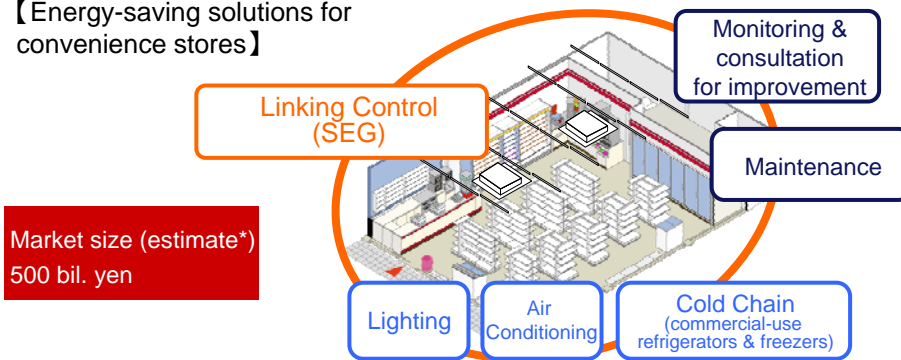 【Energy-saving solutions for
convenience stores】
Monitoring &
consultation
for improvement
Linking Control
(SEG)
Maintenance
Market size (estimate*)
500 bil. yen
Lighting
Air
Conditioning
Cold Chain
(commercial-use
refrigerators & freezers)